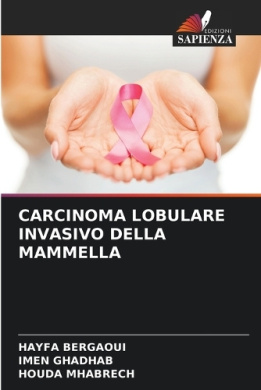 EDIZIONI
SAPIENZA
CARCINOMA LOBULARE
INVASIVO DELLA
MAMMELLA
HAYFA BERGAOUI
IMEN GHADHAB
HOUDA MHABRECH